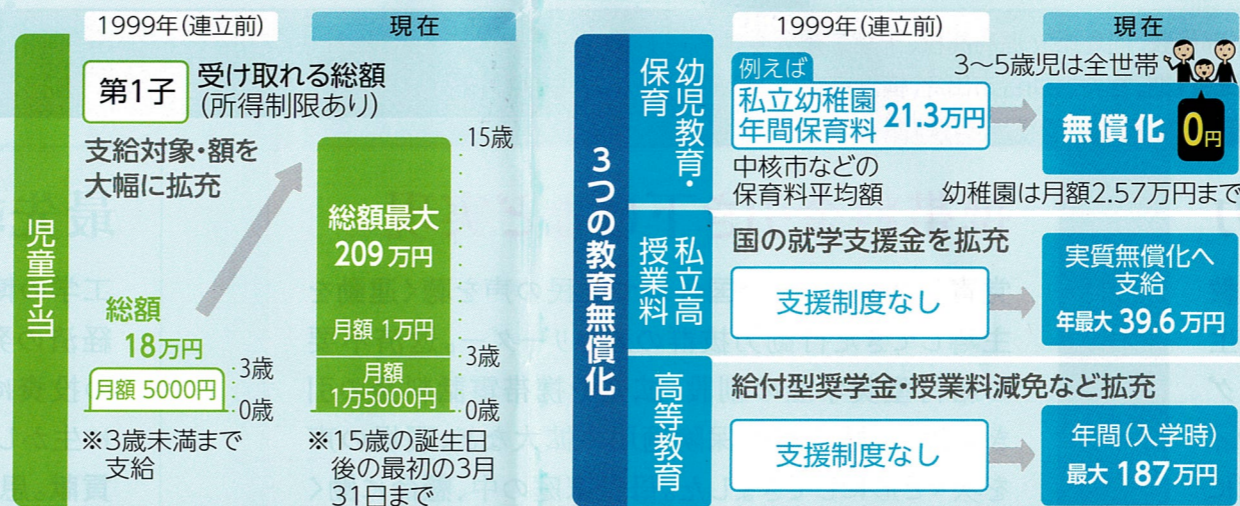 児童手当
1999年(連立前)
現在
第1子
受け取れる総額
(所得制限あり)
支給対象・額を
大幅に拡充
総額
18万円
月額 5000円
3歳
0歳
※3歳未満まで
支給
15歳
総額最大
209万円
月額 1万円
3歳
月額
1万5000円
0歳
※15歳の誕生日
後の最初の3月
31日まで
3つの教育無償化
1999年(連立前)
現在
幼児教育・
保育
例えば
私立幼稚園
年間保育料
21.3万円
中核市などの
保育料平均額
3〜5歳児は全世帯
無償化
0円
幼稚園は月額2.57万円まで
私立高
授業料
国の就学支援金を拡充
支援制度なし
実質無償化へ
支給
年最大 39.6万円
高等教育
給付型奨学金・授業料減免など拡充
支援制度なし
年間(入学時)
最大 187万円